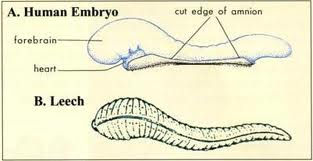 A. Human Embryo
cut edge of amnion
forebrain
heart
B. Leech